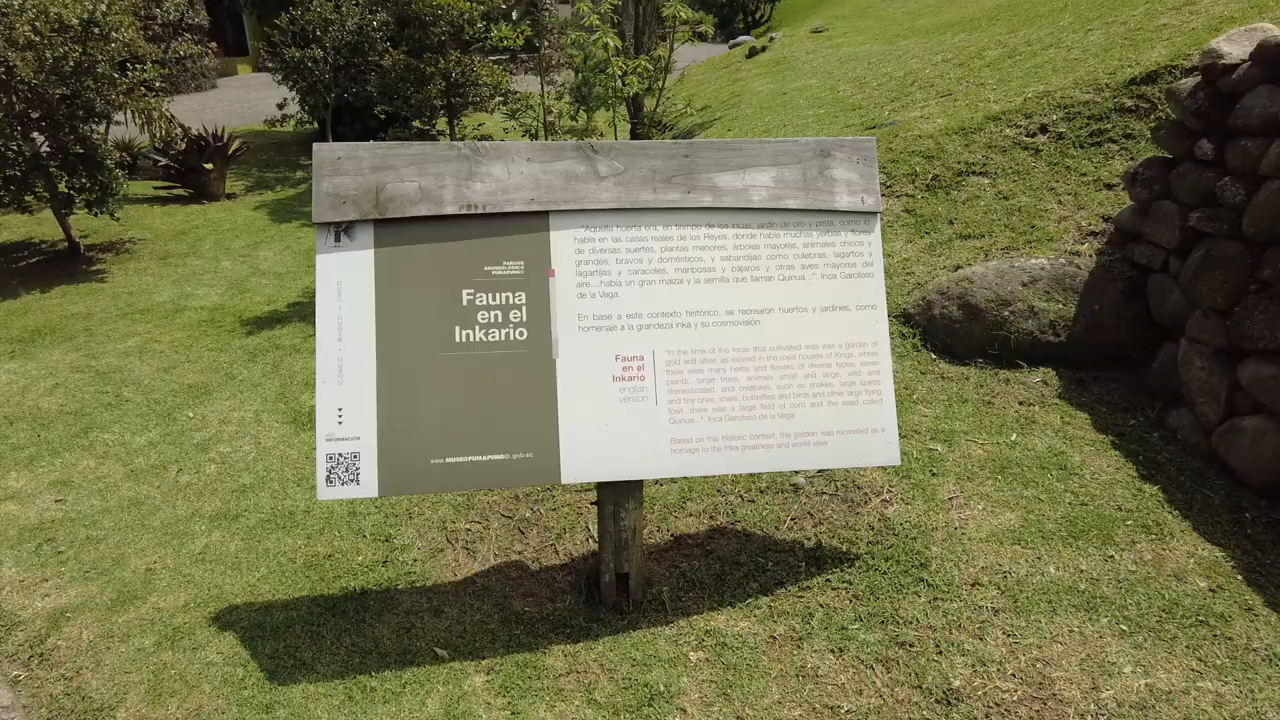 ICÓNICO • MÁGICO • ÚNICO
INFORMACIÓN
PARQUE
ARQUEOLÓGICO
PUMAPUNGO
Fauna
en el
Inkario
www.MUSEOPUMAPUNGO.gob.ec
"Aquella huerta era, en tiempo de los incas, jardín de oro y plata, como lo
había en las casas reales de los Reyes, donde había muchas yerbas y flores
de diversas suertes, plantas menores, árboles mayores, animales chicos y
grandes, bravos y domésticos, y sabandijas como culebras, lagartos y
lagartijas y caracoles, mariposas y pájaros y otras aves mayores del
aire....había un gran maizal y la semilla que llaman Quinua...". Inca Garcilaso
de la Vega.
En base a este contexto histórico, se recrearon huertos y jardines, como
homenaje a la grandeza inka y su cosmovisión.
Fauna
en el
Inkario
english
version
"In the time of the Incas that cultivated area was a garden of
gold and silver, as existed in the royal houses of Kings, where
there were many herbs and flowers of diverse types, lesser
plants, large trees, animals small and large, wild and
domesticated, and creatures, such as snakes, large lizards
and tiny ones, snails, butterflies and birds and other large flying
fowl...there was a large field of corn and the seed called
Quinua...". Inca Garcilaso de la Vega
Based on this historic context, the garden was recreated as a
homage to the Inka greatness and world view.